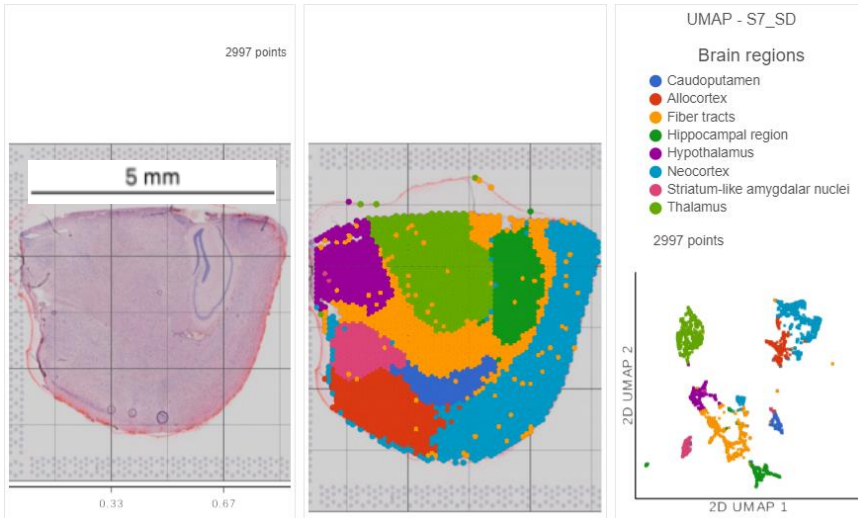 2997 points
5 mm
0.33 0.67
UMAP - S7_SD
Brain regions
Caudoputamen
Allocortex
Fiber tracts
Hippocampal region
Hypothalamus
Neocortex
Striatum-like amygdalar nuclei
Thalamus
2997 points
2D UMAP 2
2D UMAP 1